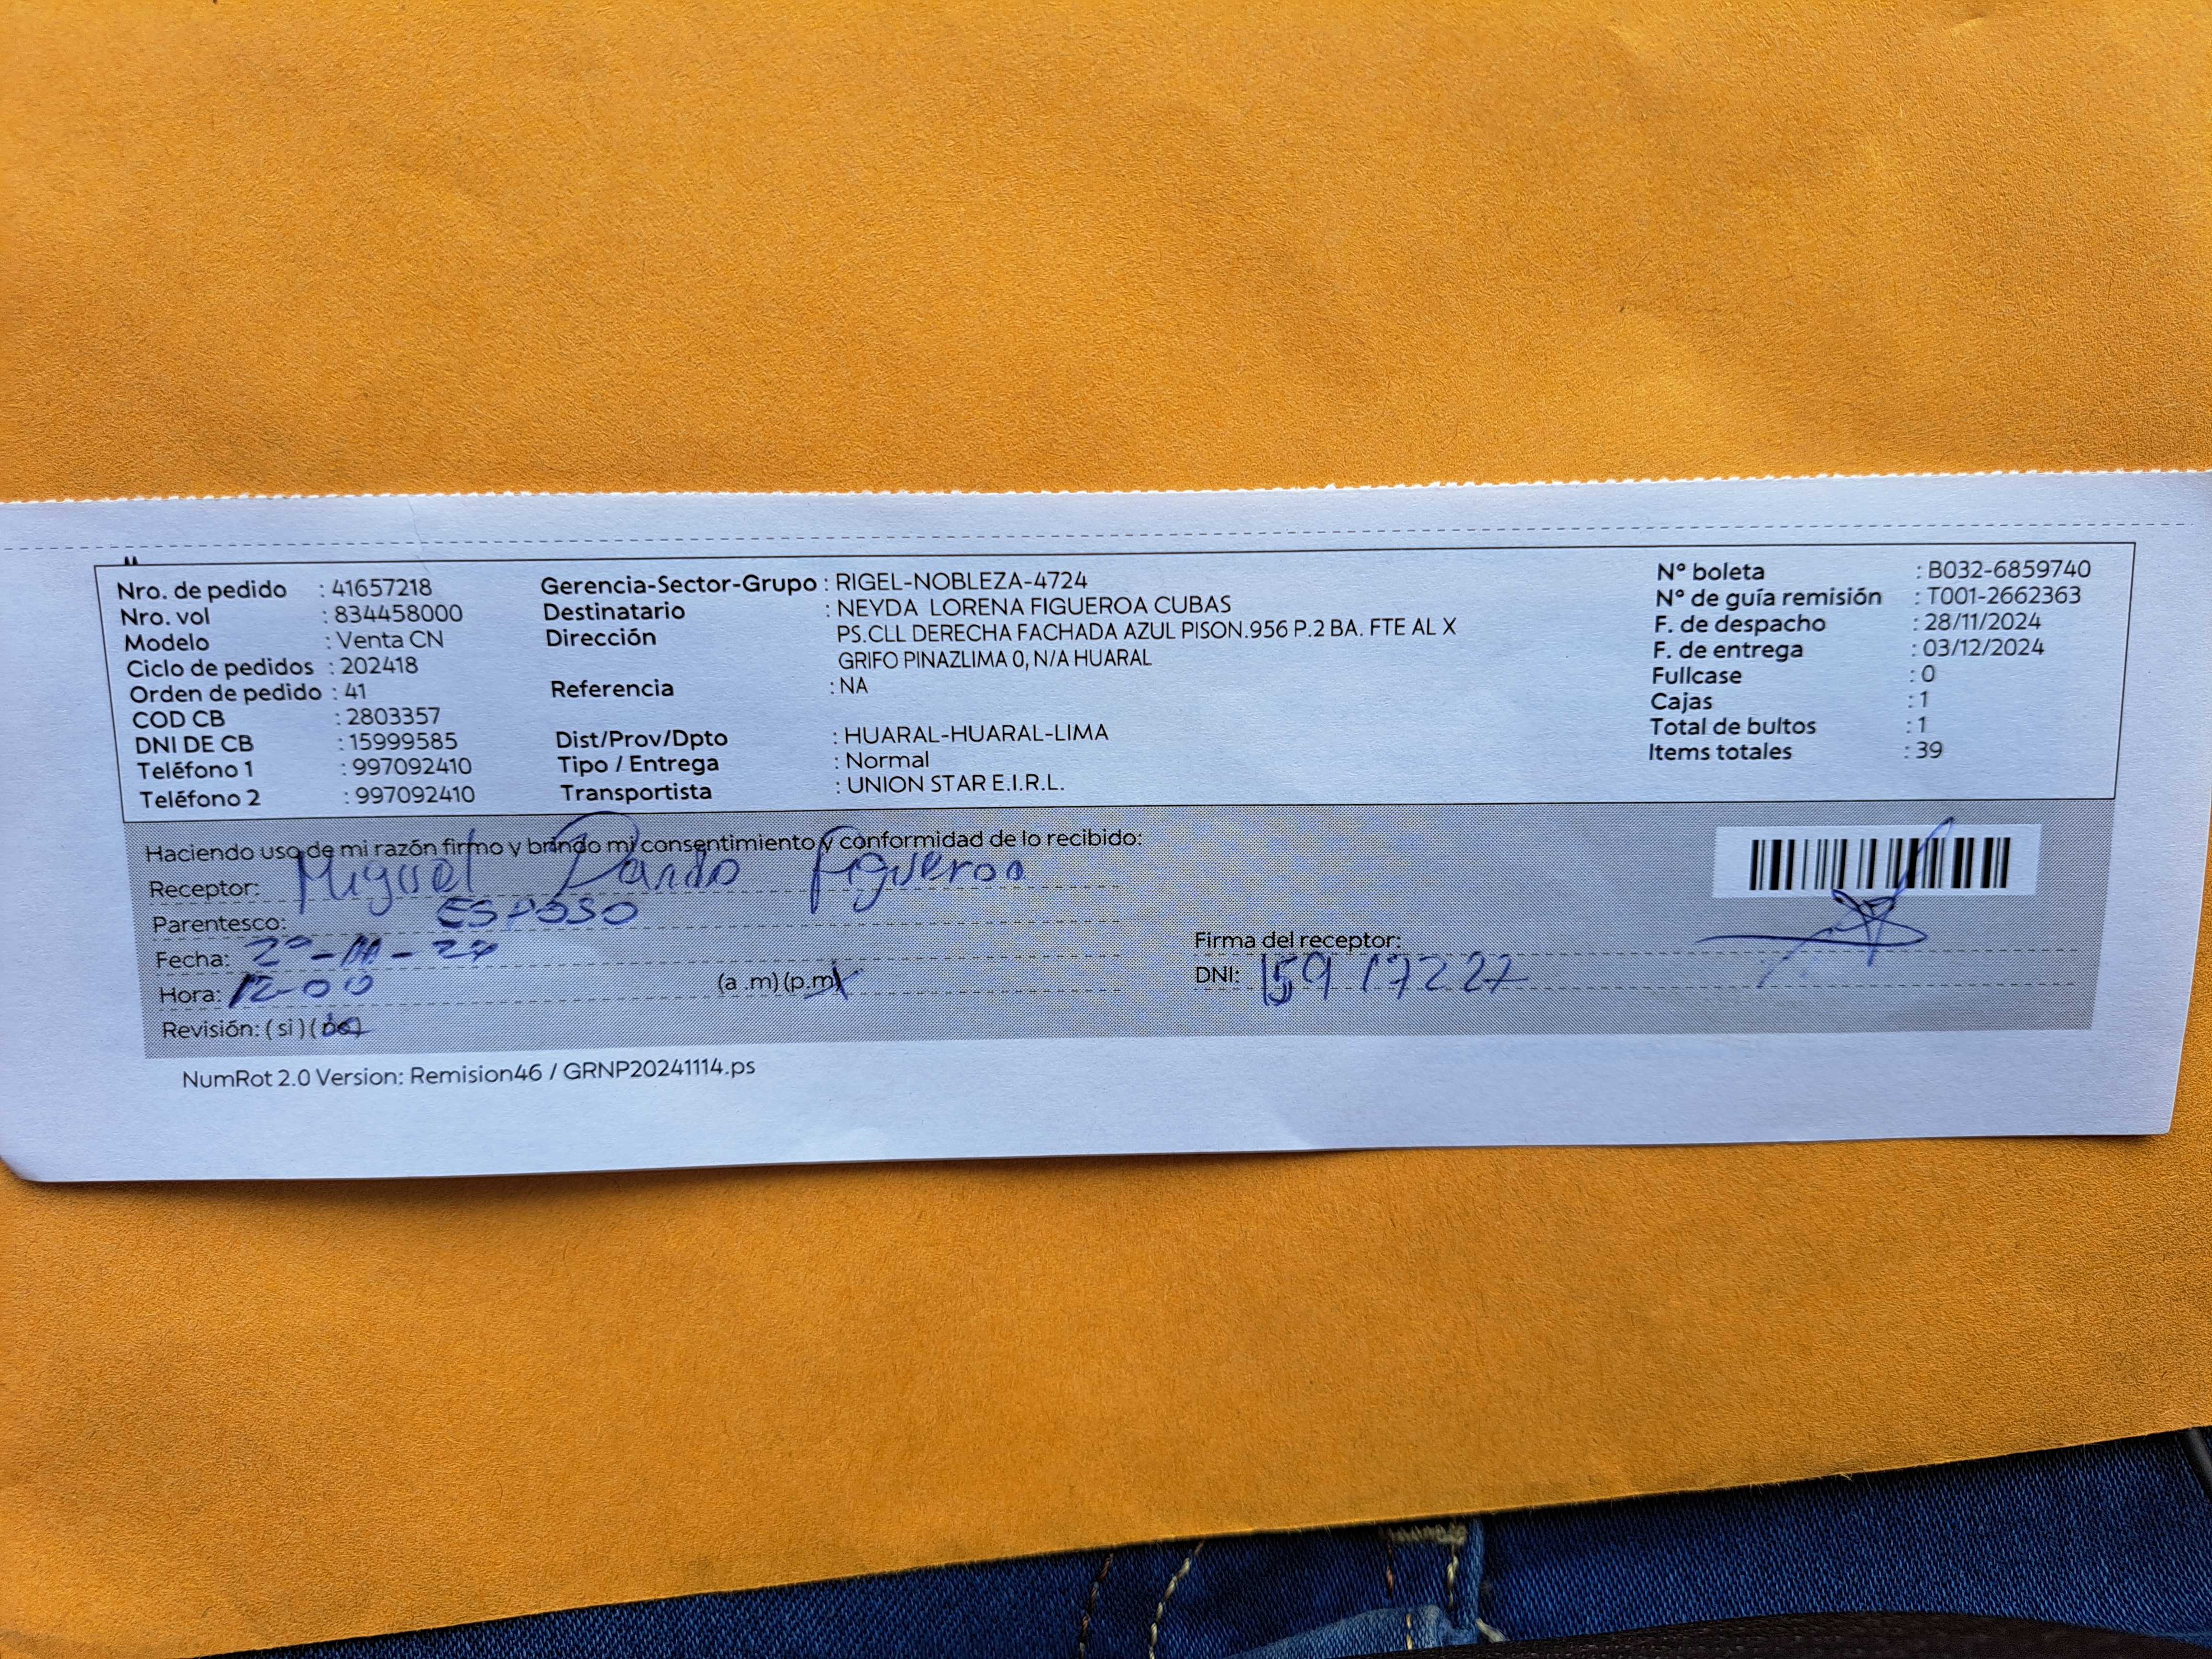 Nro. de pedido : 41657218
Nro. vol : 834458000
Modelo : Venta CN
Ciclo de pedidos : 202418
Orden de pedido : 41
COD CB : 2803357
DNI DE CB : 15999585
Teléfono 1 : 997092410
Teléfono 2 : 997092410
Gerencia-Sector-Grupo : RIGEL-NOBLEZA-4724
Destinatario : NEYDA LORENA FIGUEROA CUBAS
Dirección PS.CLL DERECHA FACHADA AZUL PISON.956 P.2 BA. FTE AL X
GRIFO PINAZLIMA 0, N/A HUARAL
Referencia : NA
Dist/Prov/Dpto : HUARAL-HUARAL-LIMA
Tipo / Entrega : Normal
Transportista : UNION STAR E.I.R.L.
N° boleta : B032-6859740
N° de guía remisión : T001-2662363
F. de despacho : 28/11/2024
F. de entrega : 03/12/2024
Fullcase : 0
Cajas : 1
Total de bultos : 1
Items totales : 39
Haciendo uso de mi razón firmo y brindo mi consentimiento y conformidad de lo recibido:
Receptor: Miguel Figueroa
Parentesco: ESPOSO
Fecha:
Hora: 12-00 (a .m) (p.m)
Revisión: ( si ) (no)
Firma del receptor:
DNI: 15917227
NumRot 2.0 Version: Remision46 / GRNP20241114.ps